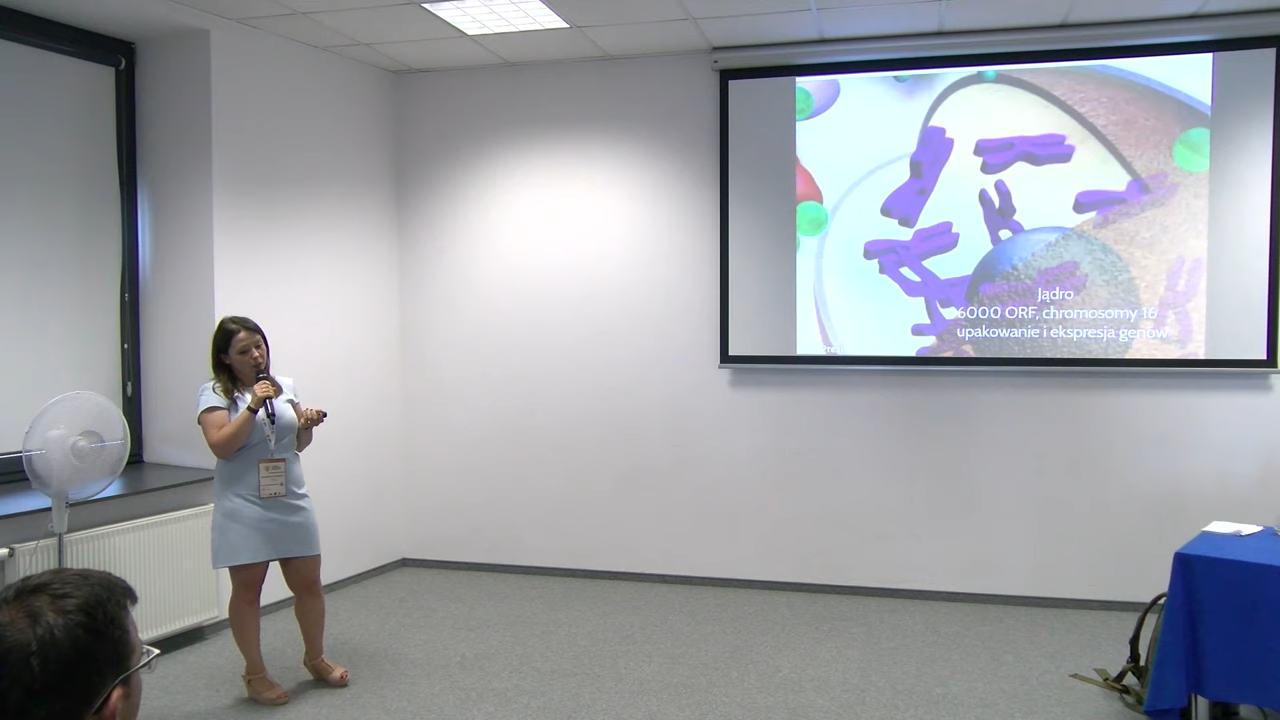 Jądro
6000 ORF, chromosomy 16
upakowanie i ekspresja genów